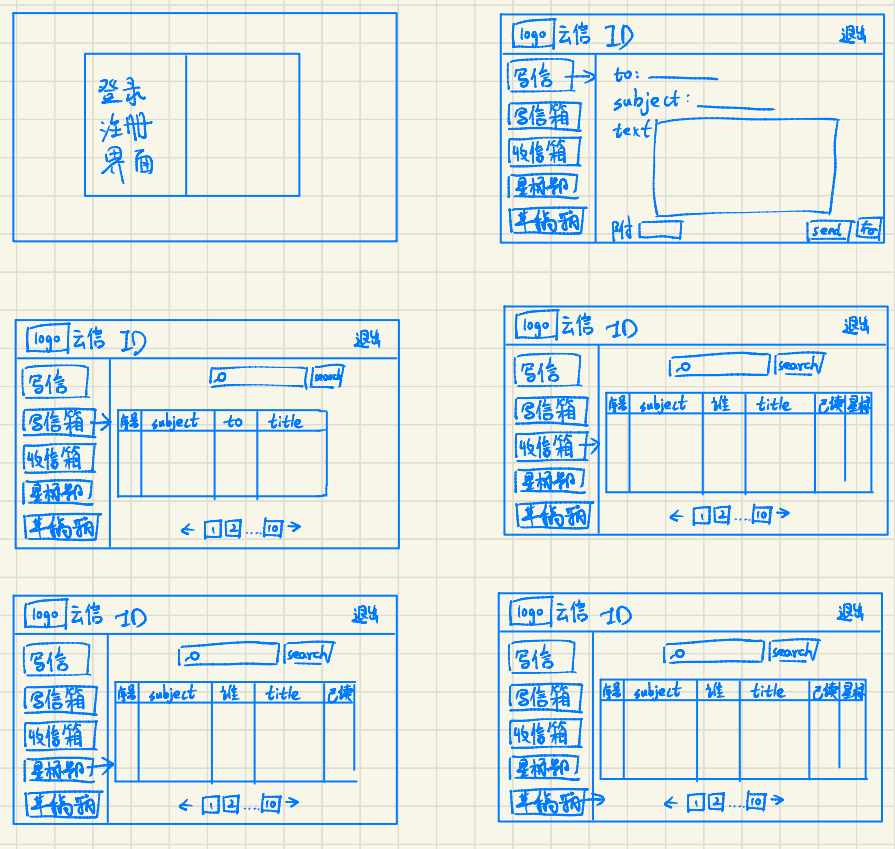 登录
注册
界面
logo 云信 ID 退出
写信 to:
写信箱 subject:
收信箱 text
星标邮
草稿箱
附 send 存
logo 云信 ID 退出
写信 search
写信箱 序号 subject to title
收信箱
星标邮
草稿箱 1 2 .... 10
logo 云信 ID 退出
写信 search
写信箱 序号 subject 谁 title 已读 星标
收信箱
星标邮
草稿箱 1 2 .... 10
logo 云信 ID 退出
写信 search
写信箱 序号 subject 谁 title 已读
收信箱
星标邮
草稿箱 1 2 .... 10
logo 云信 ID 退出
写信 search
写信箱 序号 subject 谁 title 已读 星标
收信箱
星标邮
草稿箱 1 2 .... 10